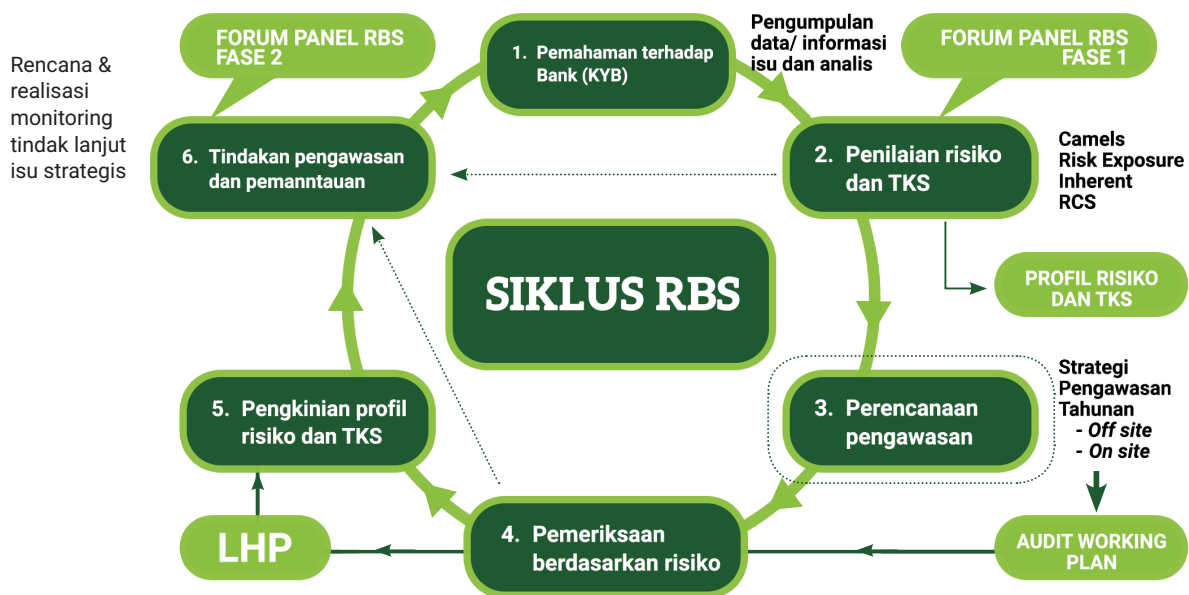 FORUM PANEL RBS
FASE 2
1. Pemahaman terhadap
Bank (KYB)
Pengumpulan
data/ informasi
isu dan analis
FORUM PANEL RBS
FASE 1
Rencana &
realisasi
monitoring
tindak lanjut
isu strategis
6. Tindakan pengawasan
dan pemanntauan
2. Penilaian risiko
dan TKS
Camels
Risk Exposure
Inherent
RCS
SIKLUS RBS
PROFIL RISIKO
DAN TKS
5. Pengkinian profil
risiko dan TKS
3. Perencanaan
pengawasan
Strategi
Pengawasan
Tahunan
- Off site
- On site
LHP
4. Pemeriksaan
berdasarkan risiko
AUDIT WORKING
PLAN